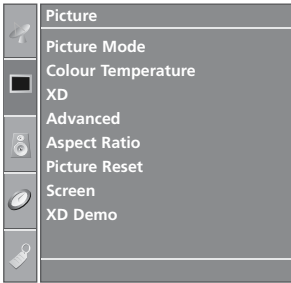 Picture
Picture Mode
Colour Temperature
XD
Advanced
Aspect Ratio
Picture Reset
Screen
XD Demo